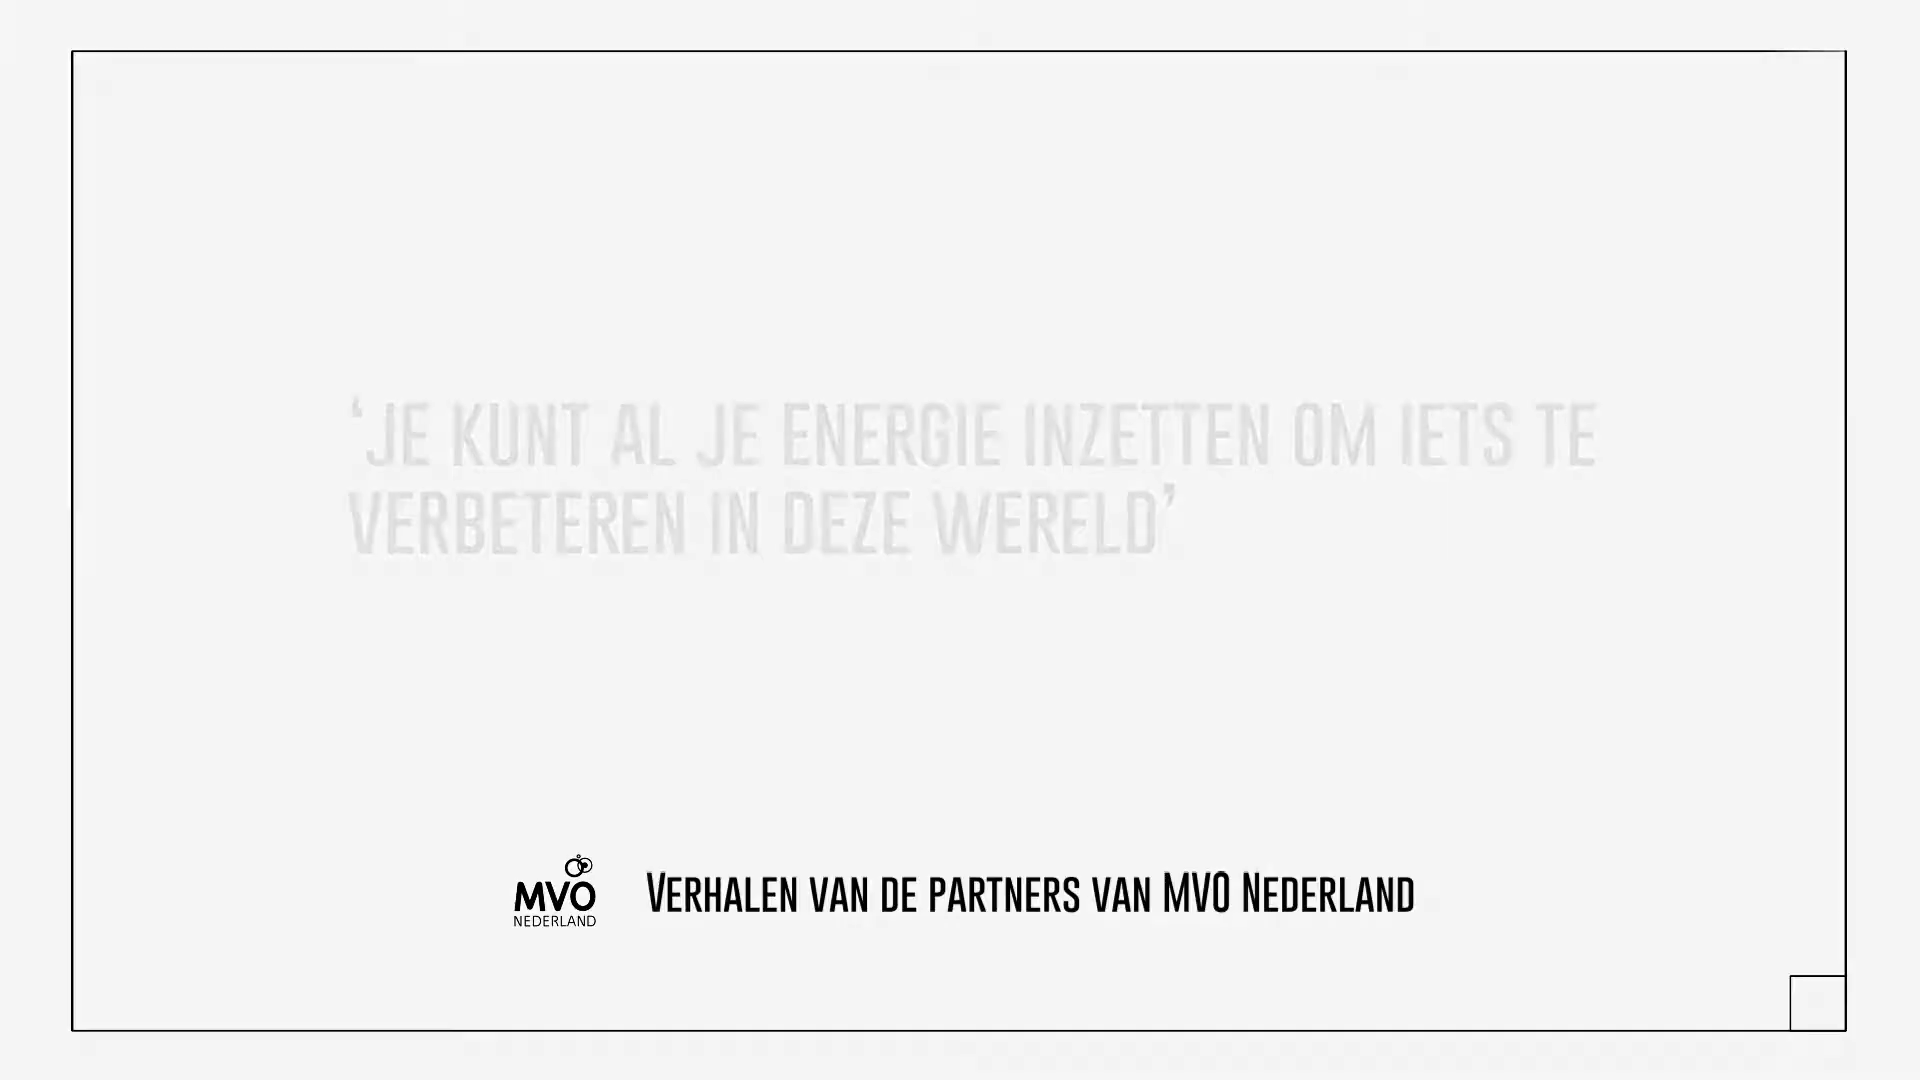 ‘JE KUNT AL JE ENERGIE INZETTEN OM IETS TE
VERBETEREN IN DEZE WERELD’
MVO
NEDERLAND
VERHALEN VAN DE PARTNERS VAN MVO NEDERLAND